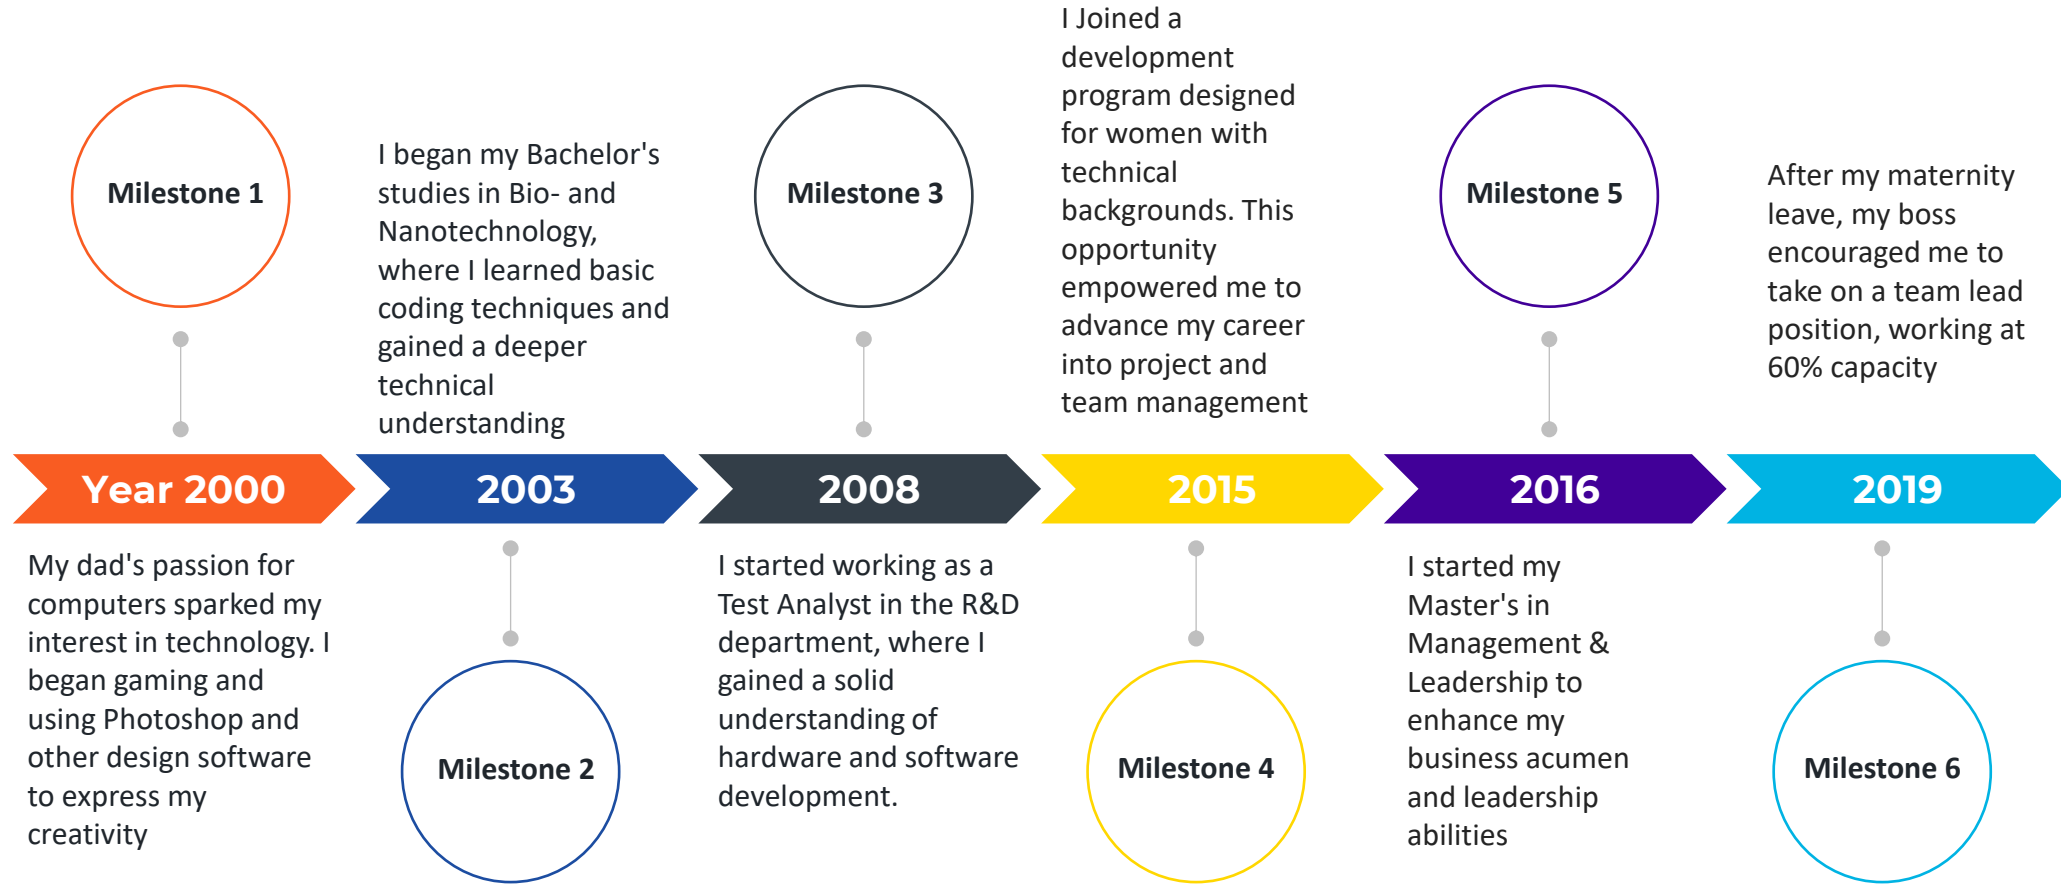 Milestone 1
Year 2000
My dad's passion for
computers sparked my
interest in technology. I
began gaming and
using Photoshop and
other design software
to express my
creativity
I began my Bachelor's
studies in Bio- and
Nanotechnology,
where I learned basic
coding techniques and
gained a deeper
technical
understanding
2003
Milestone 2
Milestone 3
2008
I started working as a
Test Analyst in the R&D
department, where I
gained a solid
understanding of
hardware and software
development.
I Joined a
development
program designed
for women with
technical
backgrounds. This
opportunity
empowered me to
advance my career
into project and
team management
2015
Milestone 4
Milestone 5
2016
I started my
Master's in
Management &
Leadership to
enhance my
business acumen
and leadership
abilities
After my maternity
leave, my boss
encouraged me to
take on a team lead
position, working at
60% capacity
2019
Milestone 6